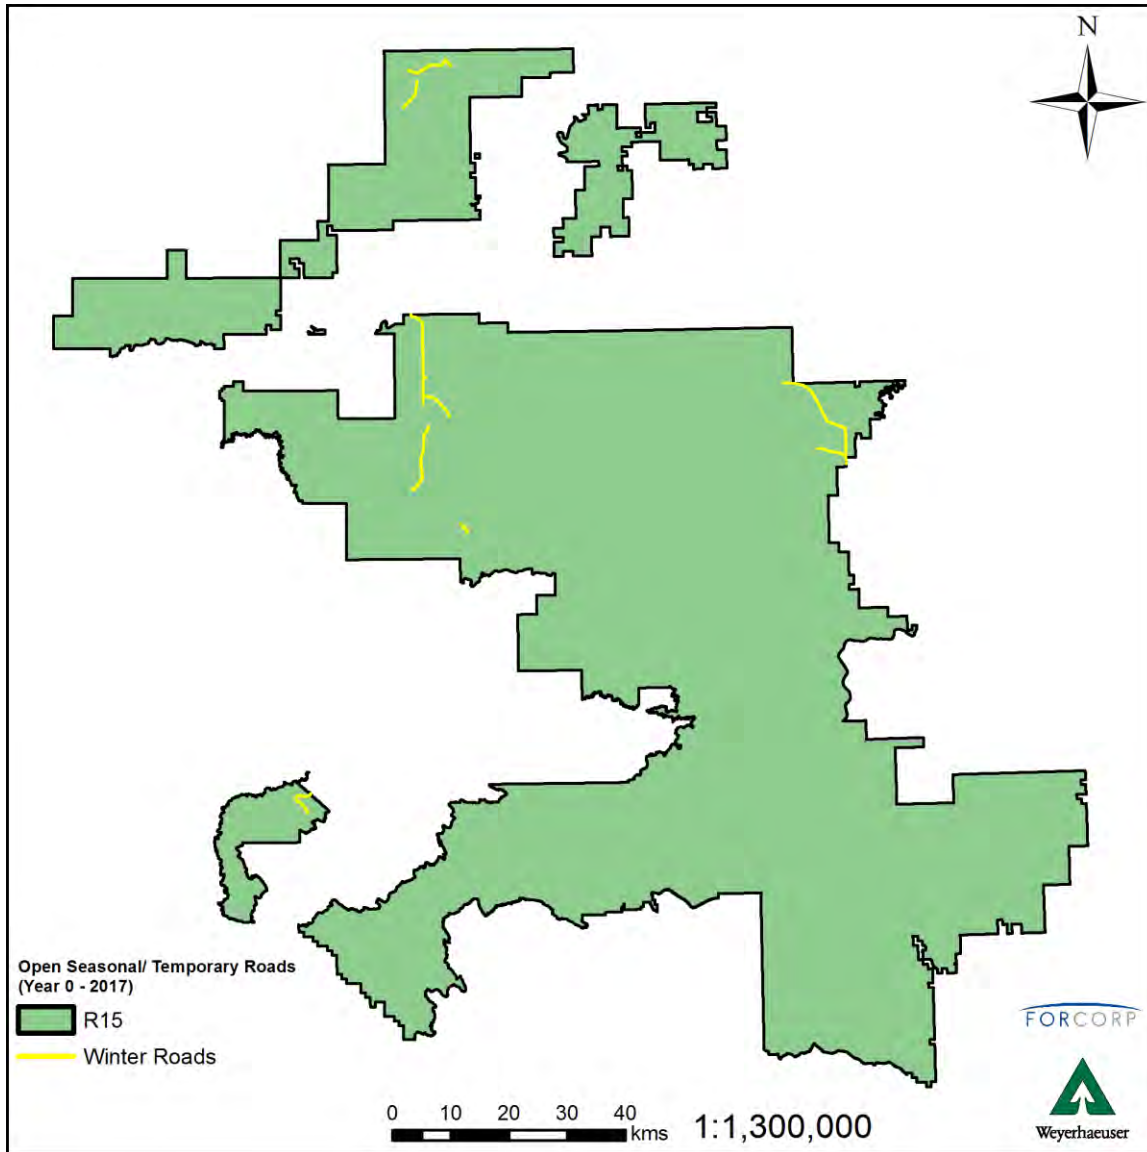 N
Open Seasonal/ Temporary Roads
(Year 0 - 2017)
R15
Winter Roads
0 10 20 30 40
kms
1:1,300,000
FORCORP
Weyerhaeuser